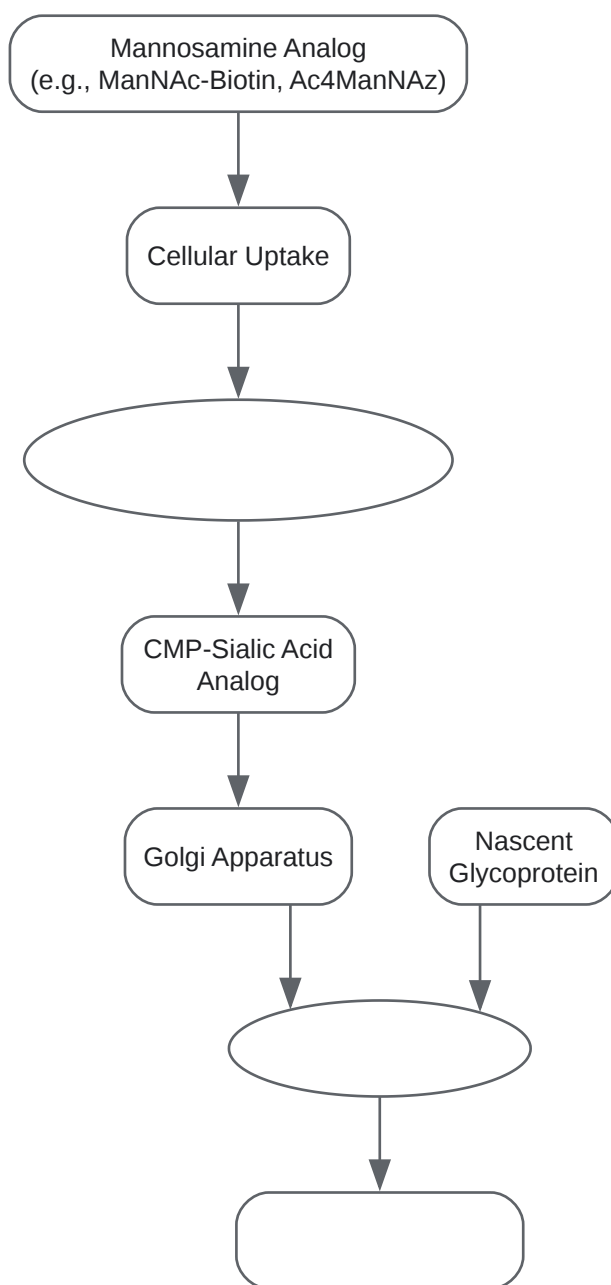 Mannosamine Analog
(e.g., ManNAc-Biotin, Ac4ManNAz)
Cellular Uptake
CMP-Sialic Acid
Analog
Golgi Apparatus
Nascent
Glycoprotein